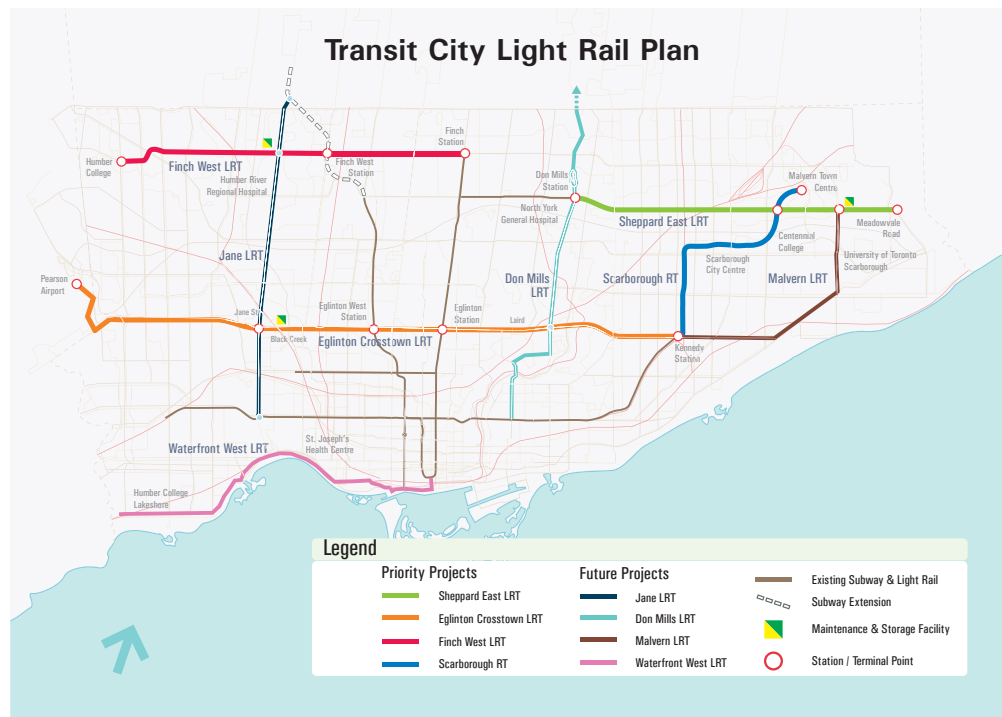 Transit City Light Rail Plan
Finch
Station
Humber
College
Finch West LRT
Finch West
Station
Humber River
Regional Hospital
Don Mills
Station
Malvern Town
Centre
North York
General Hospital
Sheppard East LRT
Meadowvale
Road
Centennial
College
Jane LRT
Scarborough
City Centre
University of Toronto
Scarborough
Pearson
Airport
Don Mills
LRT
Scarborough RT
Malvern LRT
Eglinton West
Station
Eglinton
Station
Jane St
Laird
Black Creek
Eglinton Crosstown LRT
Kennedy
Station
Waterfront West LRT
St. Joseph's
Health Centre
Humber College
Lakeshore
Legend
Priority Projects
Sheppard East LRT
Eglinton Crosstown LRT
Finch West LRT
Scarborough RT
Future Projects
Jane LRT
Don Mills LRT
Malvern LRT
Waterfront West LRT
Existing Subway & Light Rail
Subway Extension
Maintenance & Storage Facility
Station / Terminal Point